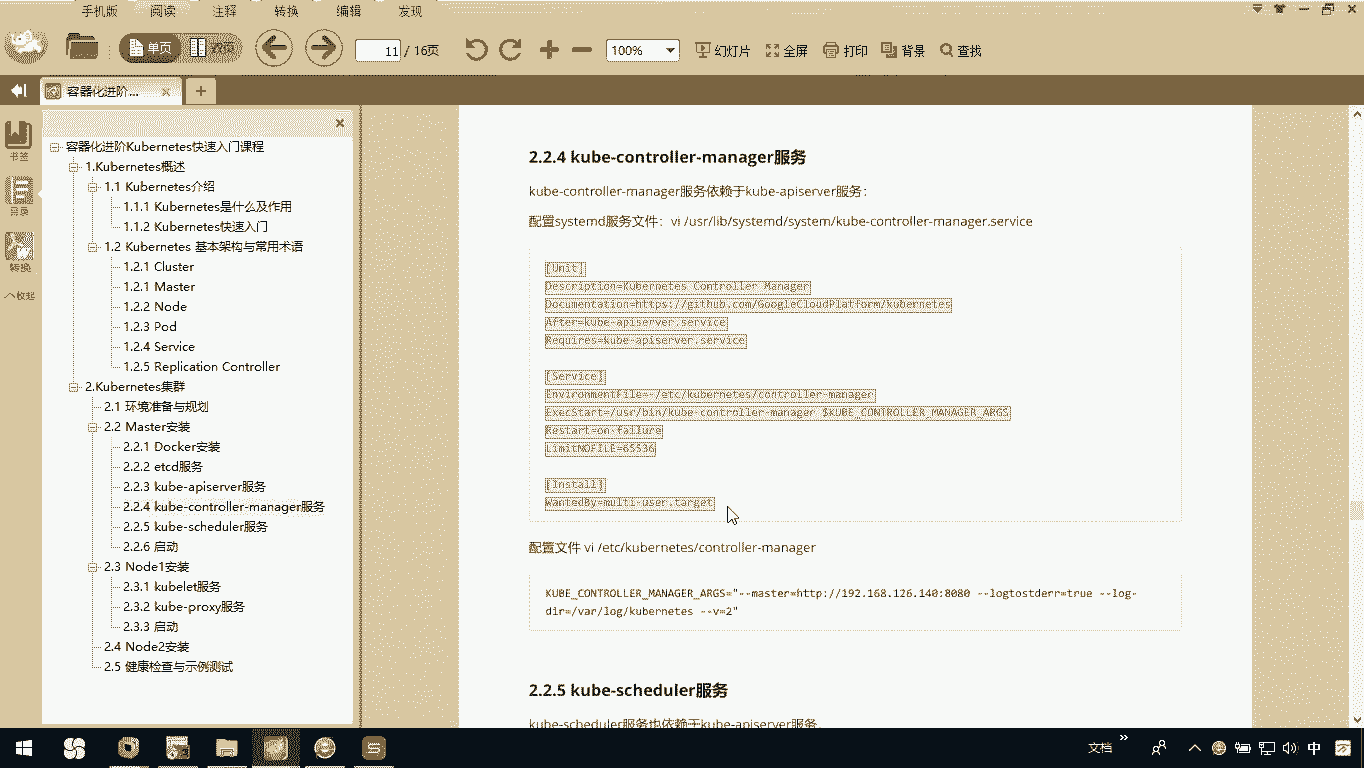 手机版 阅读 注释 转换 编辑 发现
单页 双页 11 / 16页 100% 幻灯片 全屏 打印 背景 查找
容器化进阶...
书签
目录
转换
收起
容器化进阶Kubernetes快速入门课程
1.Kubernetes概述
1.1 Kubernetes介绍
1.1.1 Kubernetes是什么及作用
1.1.2 Kubernetes快速入门
1.2 Kubernetes 基本架构与常用术语
1.2.1 Cluster
1.2.1 Master
1.2.2 Node
1.2.3 Pod
1.2.4 Service
1.2.5 Replication Controller
2.Kubernetes集群
2.1 环境准备与规划
2.2 Master安装
2.2.1 Docker安装
2.2.2 etcd服务
2.2.3 kube-apiserver服务
2.2.4 kube-controller-manager服务
2.2.5 kube-scheduler服务
2.2.6 启动
2.3 Node1安装
2.3.1 kubelet服务
2.3.2 kube-proxy服务
2.3.3 启动
2.4 Node2安装
2.5 健康检查与示例测试
2.2.4 kube-controller-manager服务
kube-controller-manager服务依赖于kube-apiserver服务：
配置systemd服务文件：vi /usr/lib/systemd/system/kube-controller-manager.service
[Unit]
Description=Kubernetes Controller Manager
Documentation=https://github.com/GoogleCloudPlatform/kubernetes
After=kube-apiserver.service
Requires=kube-apiserver.service
[Service]
EnvironmentFile=-/etc/kubernetes/controller-manager
ExecStart=/usr/bin/kube-controller-manager $KUBE_CONTROLLER_MANAGER_ARGS
Restart=on-failure
LimitNOFILE=65536
[Install]
WantedBy=multi-user.target
配置文件 vi /etc/kubernetes/controller-manager
KUBE_CONTROLLER_MANAGER_ARGS="--master=http://192.168.126.140:8080 --logtostderr=true --log-
dir=/var/log/kubernetes --v=2"
2.2.5 kube-scheduler服务
kube-scheduler服务也依赖于kube-apiserver服务
文档 中